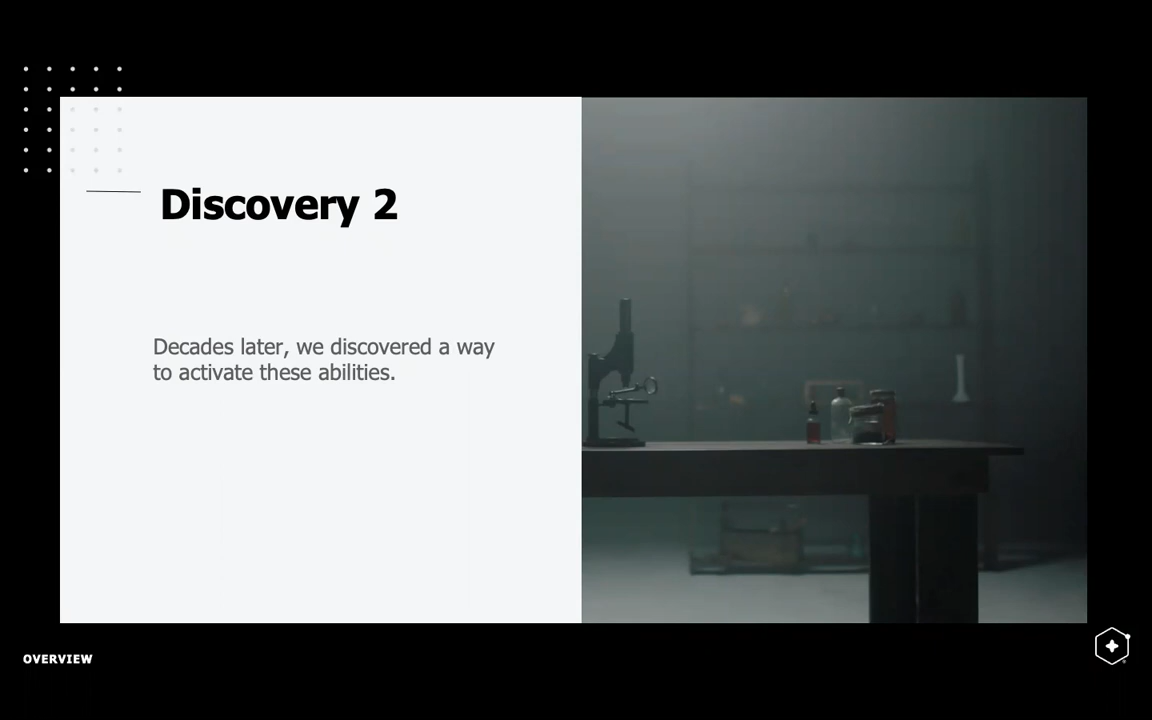 Discovery 2
Decades later, we discovered a way
to activate these abilities.
OVERVIEW